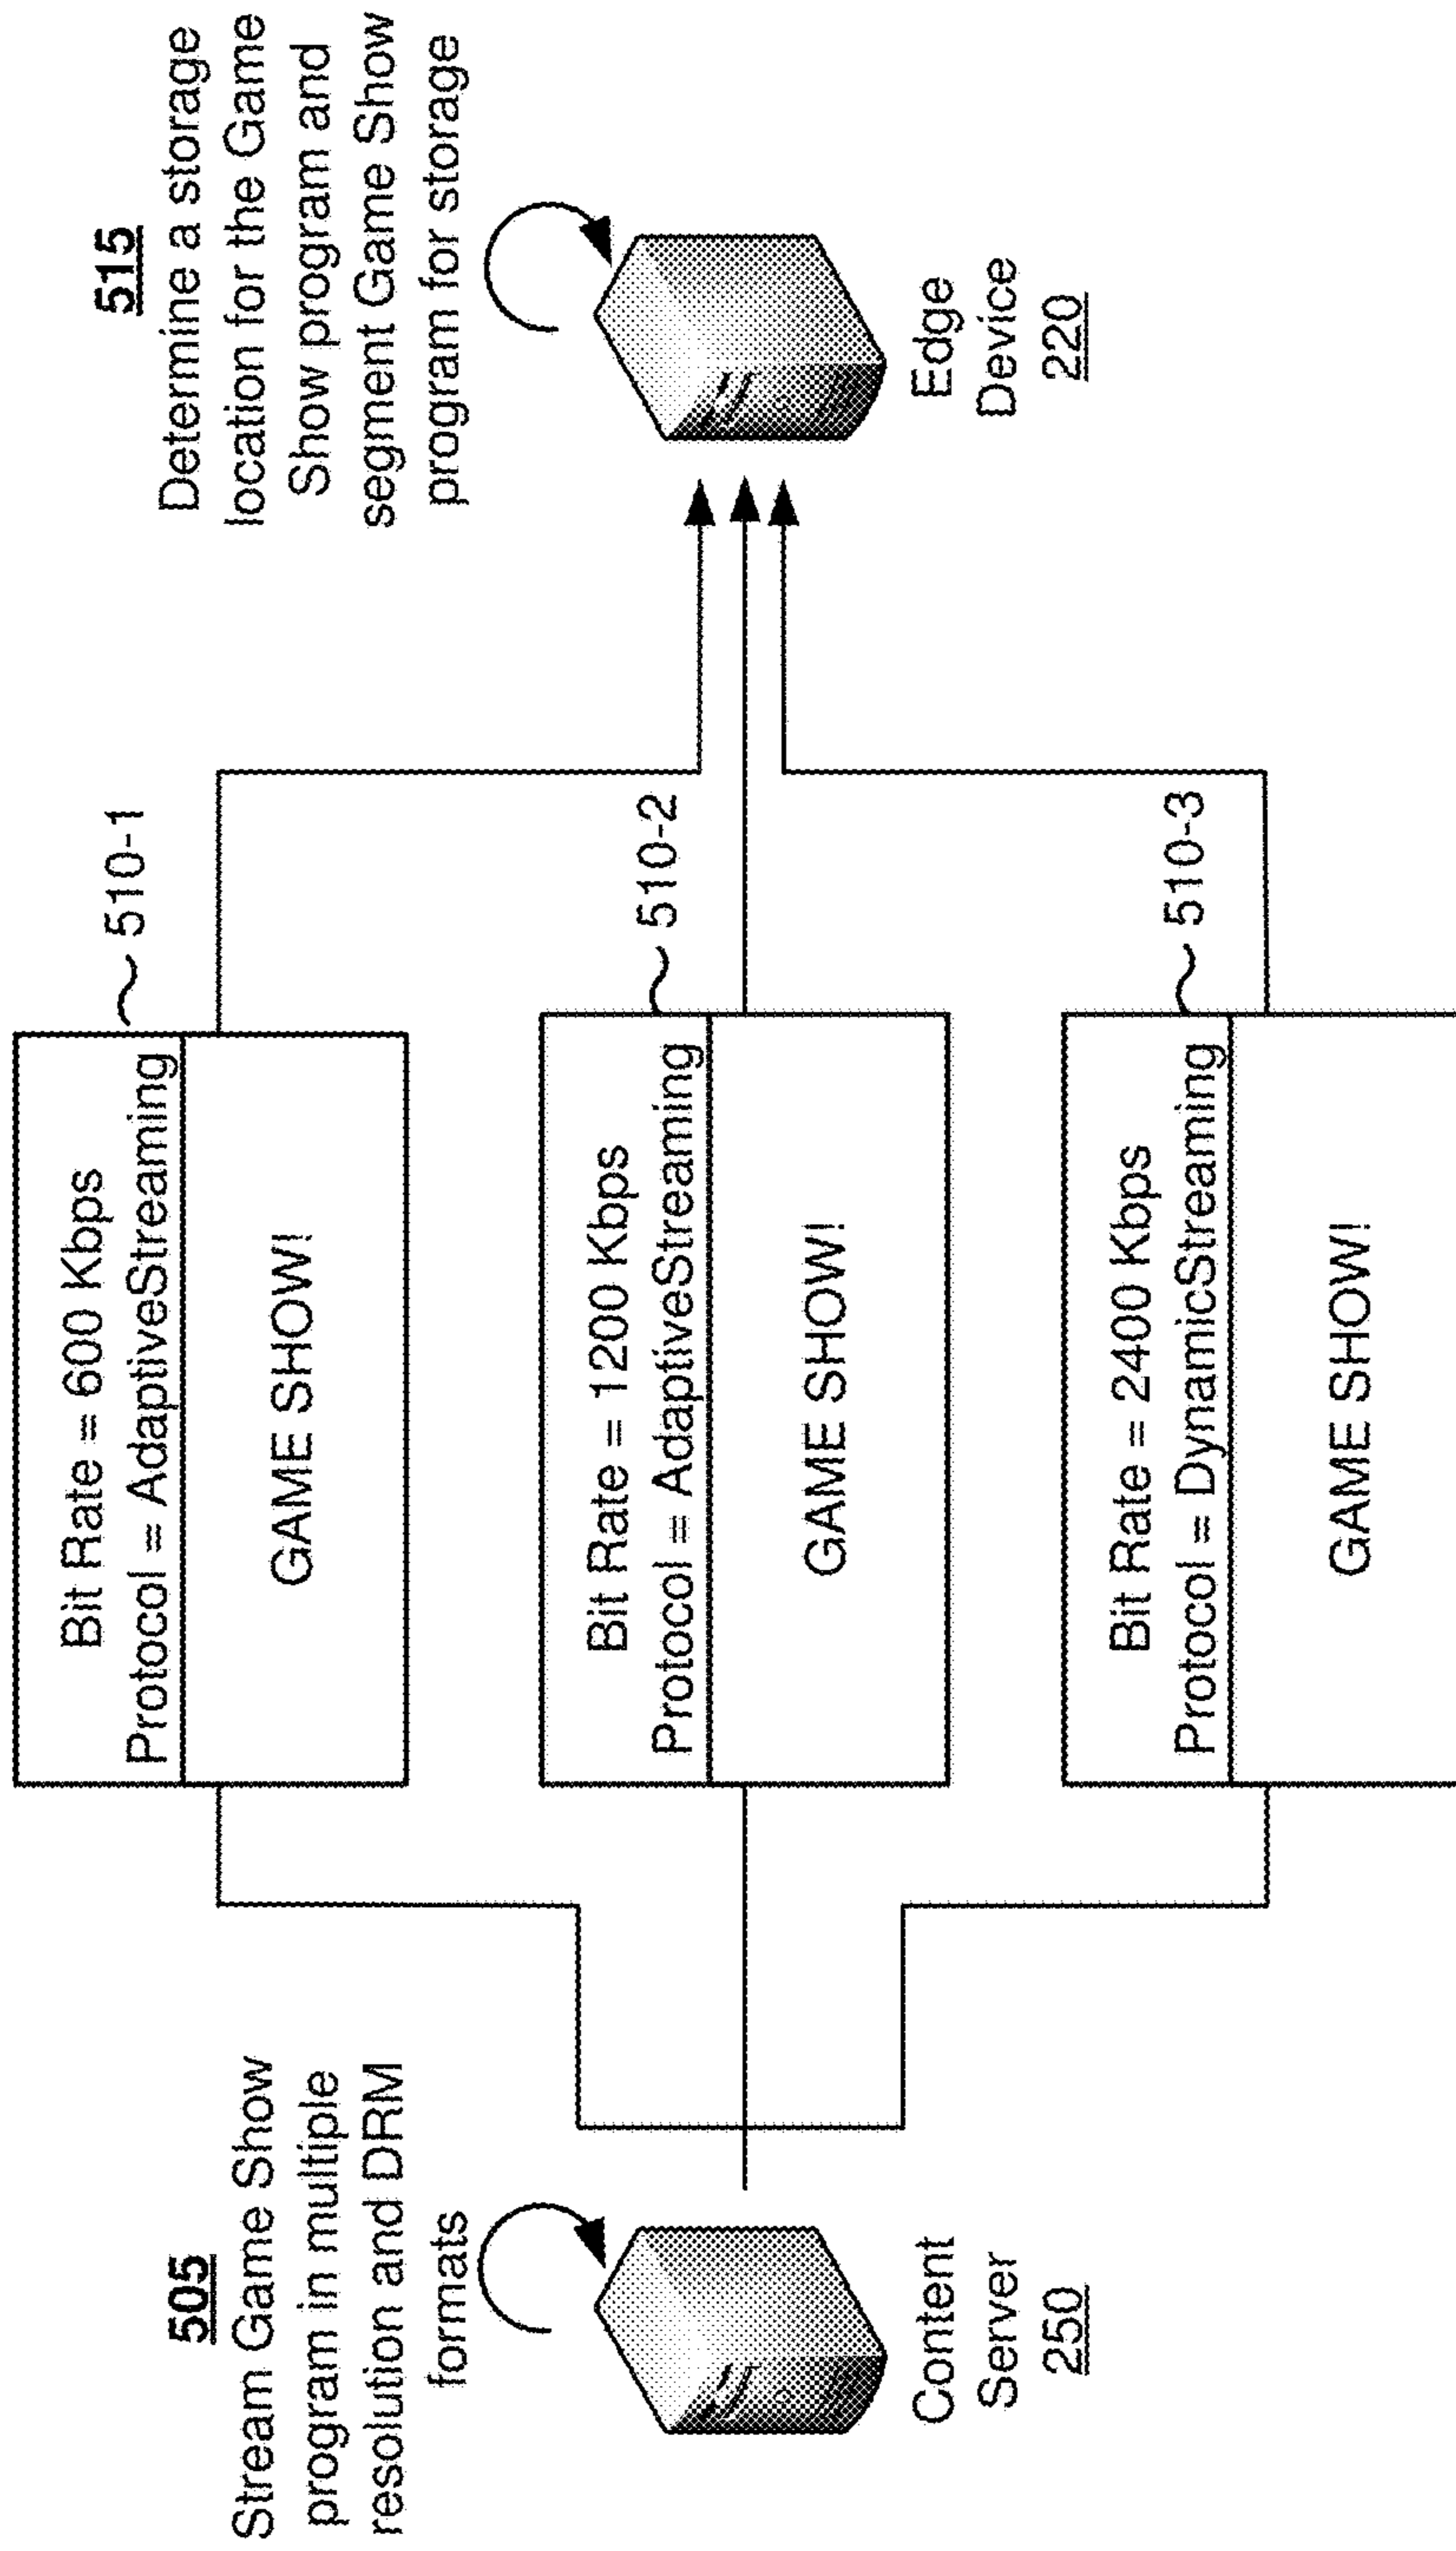 505
Stream Game Show
program in multiple
resolution and DRM
formats
Content
Server
250
Bit Rate = 600 Kbps
Protocol = AdaptiveStreaming
GAME SHOW!
510-1
Bit Rate = 1200 Kbps
Protocol = AdaptiveStreaming
GAME SHOW!
510-2
Bit Rate = 2400 Kbps
Protocol = DynamicStreaming
GAME SHOW!
510-3
515
Determine a storage
location for the Game
Show program and
segment Game Show
program for storage
Edge
Device
220